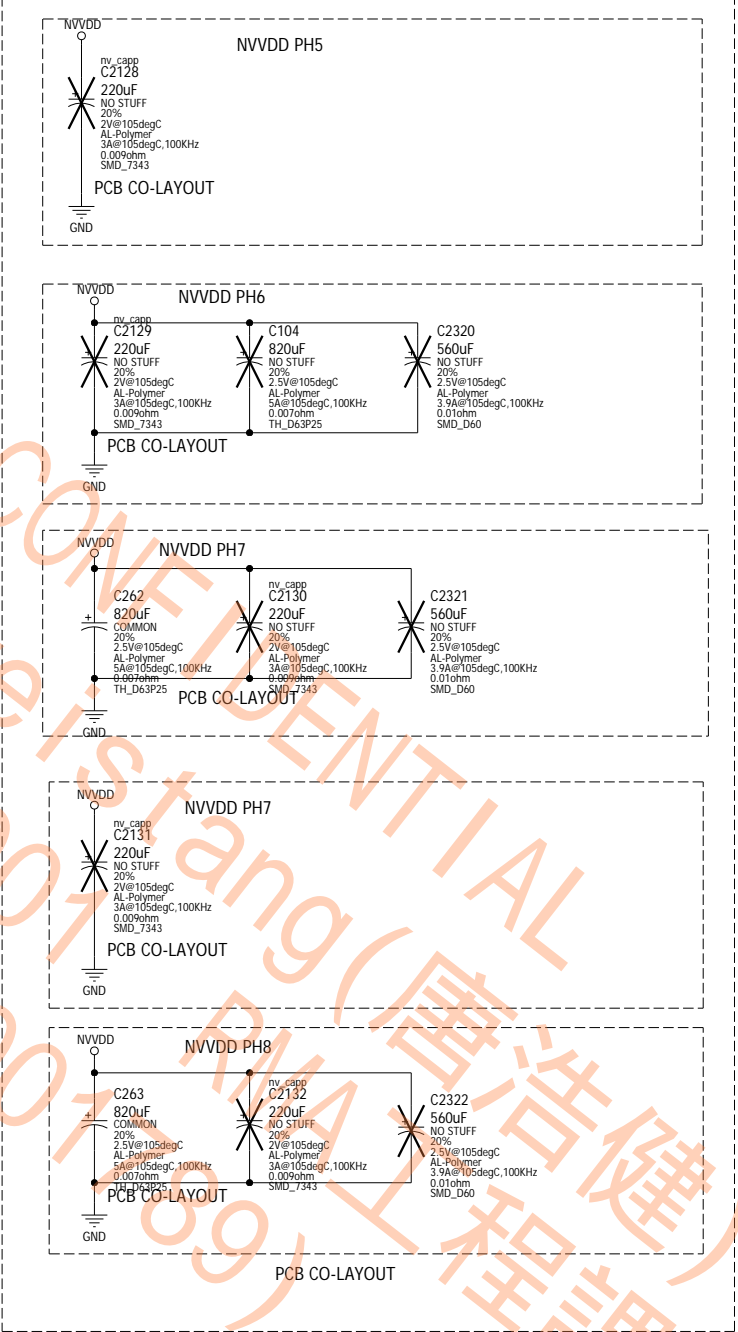 NVVDD
NVVDD PH5
nv_capp
C2128
220uF
NO STUFF
20%
2V@105degC
AL-Polymer
3A@105degC,100KHz
0.009ohm
SMD_7343
+
PCB CO-LAYOUT
GND
NVVDD
NVVDD PH6
nv_capp
C2129
220uF
NO STUFF
20%
2V@105degC
AL-Polymer
3A@105degC,100KHz
0.009ohm
SMD_7343
+
C104
820uF
NO STUFF
20%
2.5V@105degC
AL-Polymer
5A@105degC,100KHz
0.007ohm
TH_D63P25
+
C2320
560uF
NO STUFF
20%
2.5V@105degC
AL-Polymer
3.9A@105degC,100KHz
0.01ohm
SMD_D60
+
PCB CO-LAYOUT
GND
NVVDD
NVVDD PH7
C262
820uF
COMMON
20%
2.5V@105degC
AL-Polymer
5A@105degC,100KHz
0.007ohm
TH_D63P25
+
nv_capp
C2130
220uF
NO STUFF
20%
2V@105degC
AL-Polymer
3A@105degC,100KHz
0.009ohm
SMD_7343
+
C2321
560uF
NO STUFF
20%
2.5V@105degC
AL-Polymer
3.9A@105degC,100KHz
0.01ohm
SMD_D60
+
PCB CO-LAYOUT
GND
NVVDD
NVVDD PH7
nv_capp
C2131
220uF
NO STUFF
20%
2V@105degC
AL-Polymer
3A@105degC,100KHz
0.009ohm
SMD_7343
+
PCB CO-LAYOUT
GND
NVVDD
NVVDD PH8
C263
820uF
COMMON
20%
2.5V@105degC
AL-Polymer
5A@105degC,100KHz
0.007ohm
TH_D63P25
+
nv_capp
C2132
220uF
NO STUFF
20%
2V@105degC
AL-Polymer
3A@105degC,100KHz
0.009ohm
SMD_7343
+
C2322
560uF
NO STUFF
20%
2.5V@105degC
AL-Polymer
3.9A@105degC,100KHz
0.01ohm
SMD_D60
+
PCB CO-LAYOUT
GND
PCB CO-LAYOUT
CONFIDENTIAL
eistang(唐浩健)
RMA工程課
001789)